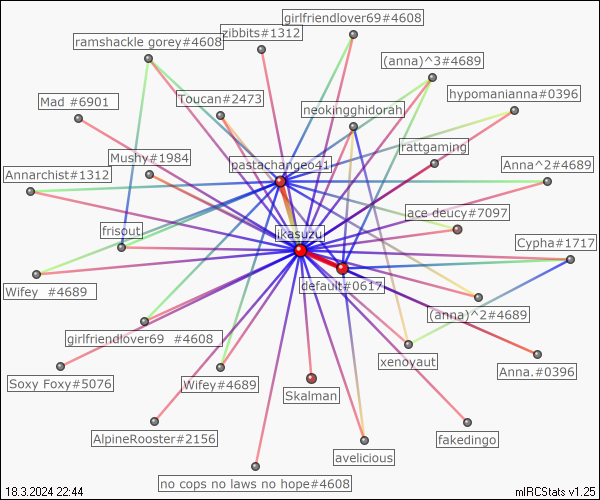 girlfriendlover69#4608
zibbits#1312
ramshackle gorey#4608
(anna)^3#4689
hypomanianna#0396
Mad #6901
Toucan#2473
neokingghidorah
rattgaming
Mushy#1984
pastachangeo41
Anna^2#4689
Annarchist#1312
ace deucy#7097
frisout
ikasuzu
Cypha#1717
default#0617
Wifey  #4689
(anna)^2#4689
girlfriendlover69  #4608
xenoyaut
Anna.#0396
Soxy Foxy#5076
Wifey#4689
Skalman
AlpineRooster#2156
fakedingo
avelicious
no cops no laws no hope#4608
18.3.2024 22:44
mIRCStats v1.25